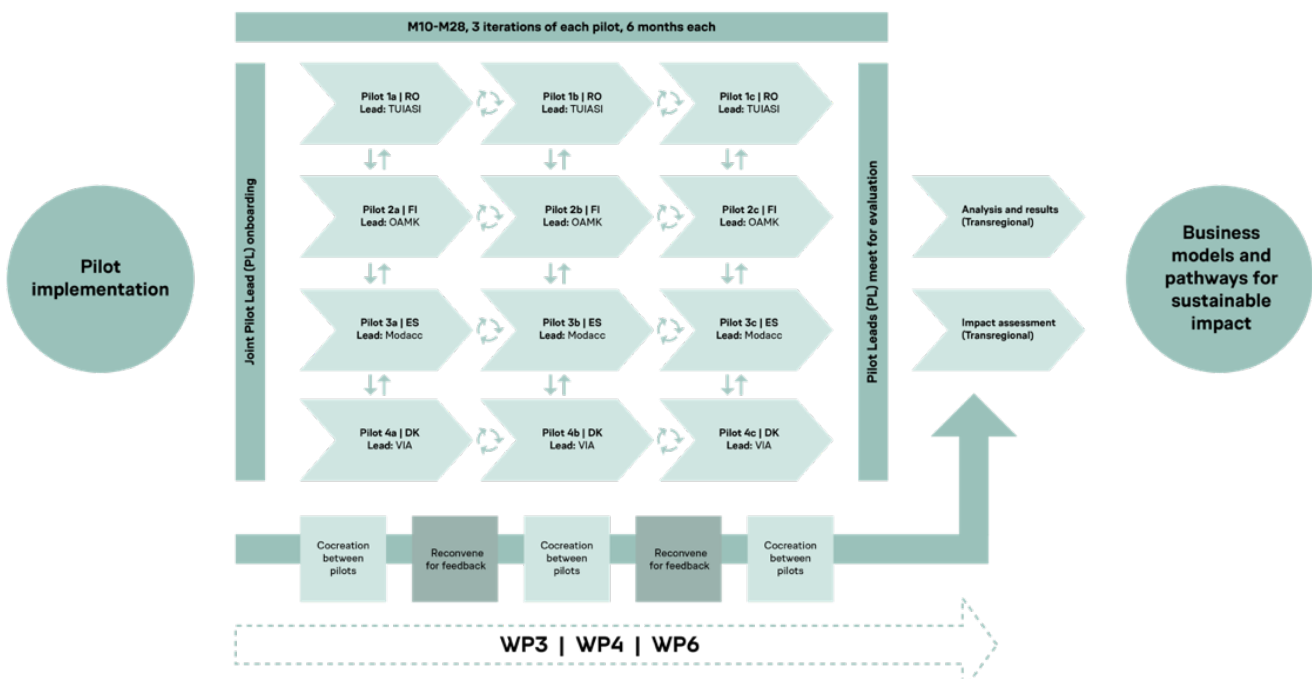 M10-M28, 3 iterations of each pilot, 6 months each
Pilot implementation
Joint Pilot Lead (PL) onboarding
Pilot 1a | RO
Lead: TUIASI
Pilot 1b | RO
Lead: TUIASI
Pilot 1c | RO
Lead: TUIASI
Pilot 2a | FI
Lead: OAMK
Pilot 2b | FI
Lead: OAMK
Pilot 2c | FI
Lead: OAMK
Pilot 3a | ES
Lead: Modacc
Pilot 3b | ES
Lead: Modacc
Pilot 3c | ES
Lead: Modacc
Pilot 4a | DK
Lead: VIA
Pilot 4b | DK
Lead: VIA
Pilot 4c | DK
Lead: VIA
Pilot Leads (PL) meet for evaluation
Analysis and results
(Transregional)
Impact assessment
(Transregional)
Business
models and
pathways for
sustainable
impact
Cocreation
between
pilots
Reconvene
for feedback
Cocreation
between
pilots
Reconvene
for feedback
Cocreation
between
pilots
WP3 | WP4 | WP6